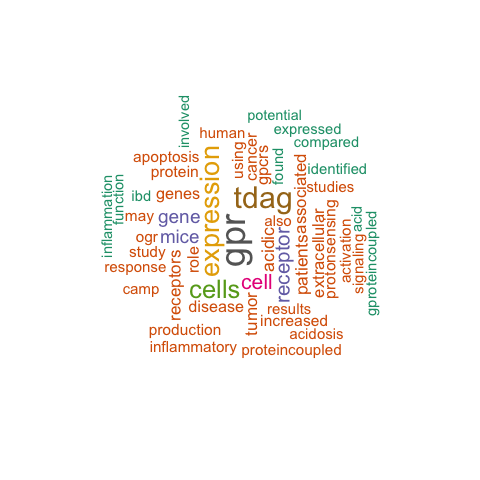 potential
involved
human
expressed
compared
apoptosis
using
cancer
gpcrs
found
protein
identified
inflammation
function
ibd
genes
expression
tdag
associated
studies
may
gene
gpr
also
acid
ogr
mice
acidic
receptor
patients
extracellular
protonsensing
activation
signaling
gproteincoupled
study
role
response
receptors
cell
camp
cells
disease
tumor
results
increased
production
acidosis
inflammatory
proteincoupled